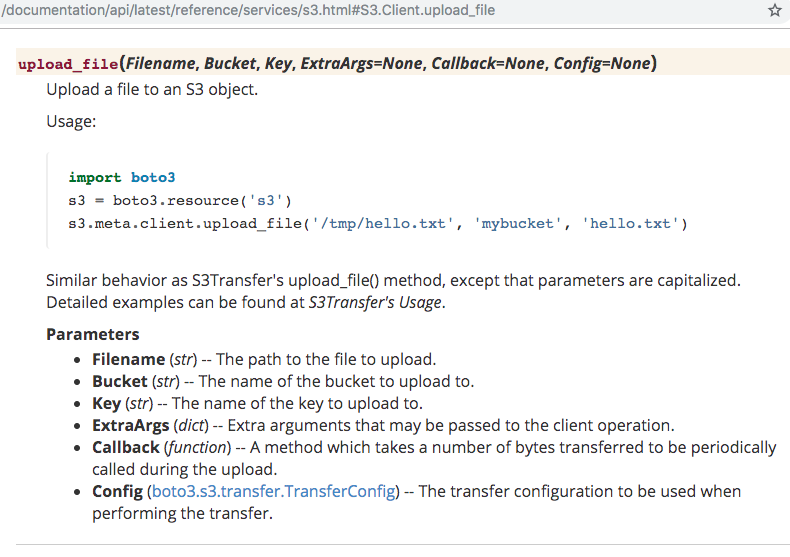 /documentation/api/latest/reference/services/s3.html#S3.Client.upload_file
upload_file(Filename, Bucket, Key, ExtraArgs=None, Callback=None, Config=None)
Upload a file to an S3 object.
Usage:
import boto3
s3 = boto3.resource('s3')
s3.meta.client.upload_file('/tmp/hello.txt', 'mybucket', 'hello.txt')
Similar behavior as S3Transfer's upload_file() method, except that parameters are capitalized.
Detailed examples can be found at S3Transfer's Usage.
Parameters
• Filename (str) -- The path to the file to upload.
• Bucket (str) -- The name of the bucket to upload to.
• Key (str) -- The name of the key to upload to.
• ExtraArgs (dict) -- Extra arguments that may be passed to the client operation.
• Callback (function) -- A method which takes a number of bytes transferred to be periodically
called during the upload.
• Config (boto3.s3.transfer.TransferConfig) -- The transfer configuration to be used when
performing the transfer.